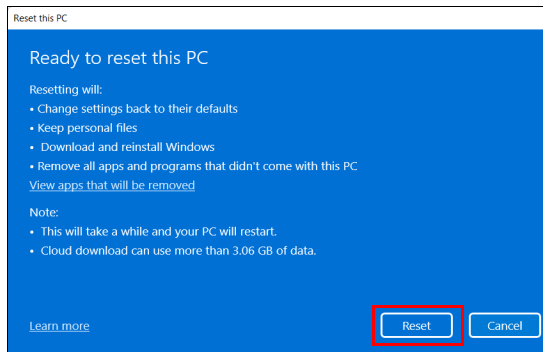 Reset this PC
Ready to reset this PC
Resetting will:
• Change settings back to their defaults
• Keep personal files
• Download and reinstall Windows
• Remove all apps and programs that didn't come with this PC
View apps that will be removed
Note:
• This will take a while and your PC will restart.
• Cloud download can use more than 3.06 GB of data.
Learn more
Reset
Cancel